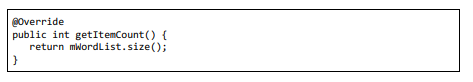 @Override
public int getItemCount() {
   return mWordList.size();
}